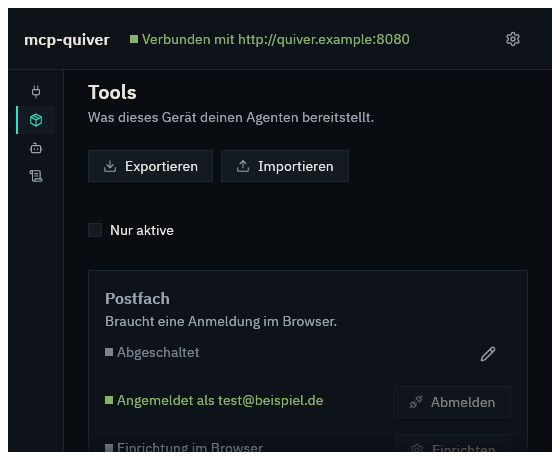 mcp-quiver
Verbunden mit http://quiver.example:8080
Tools
Was dieses Gerät deinen Agenten bereitstellt.
Exportieren
Importieren
Nur aktive
Postfach
Braucht eine Anmeldung im Browser.
Abgeschaltet
Angemeldet als test@beispiel.de
Abmelden
Einrichtung im Browser
Einrichten